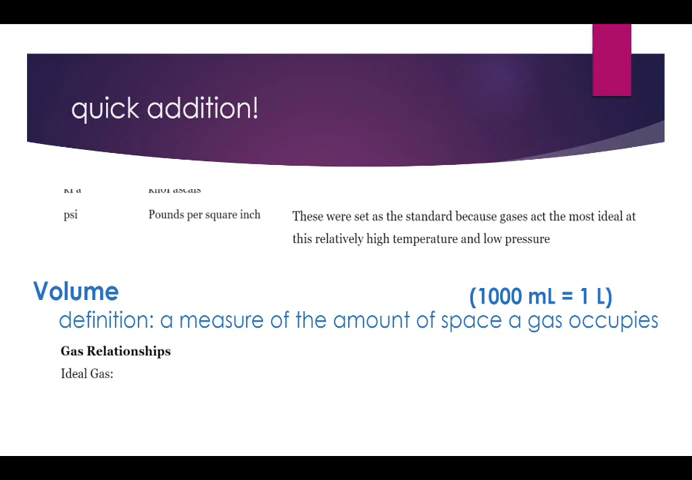 quick addition!
psi Pounds per square inch These were set as the standard because gases act the most ideal at
this relatively high temperature and low pressure
Volume (1000 mL = 1 L)
definition: a measure of the amount of space a gas occupies
Gas Relationships
Ideal Gas: